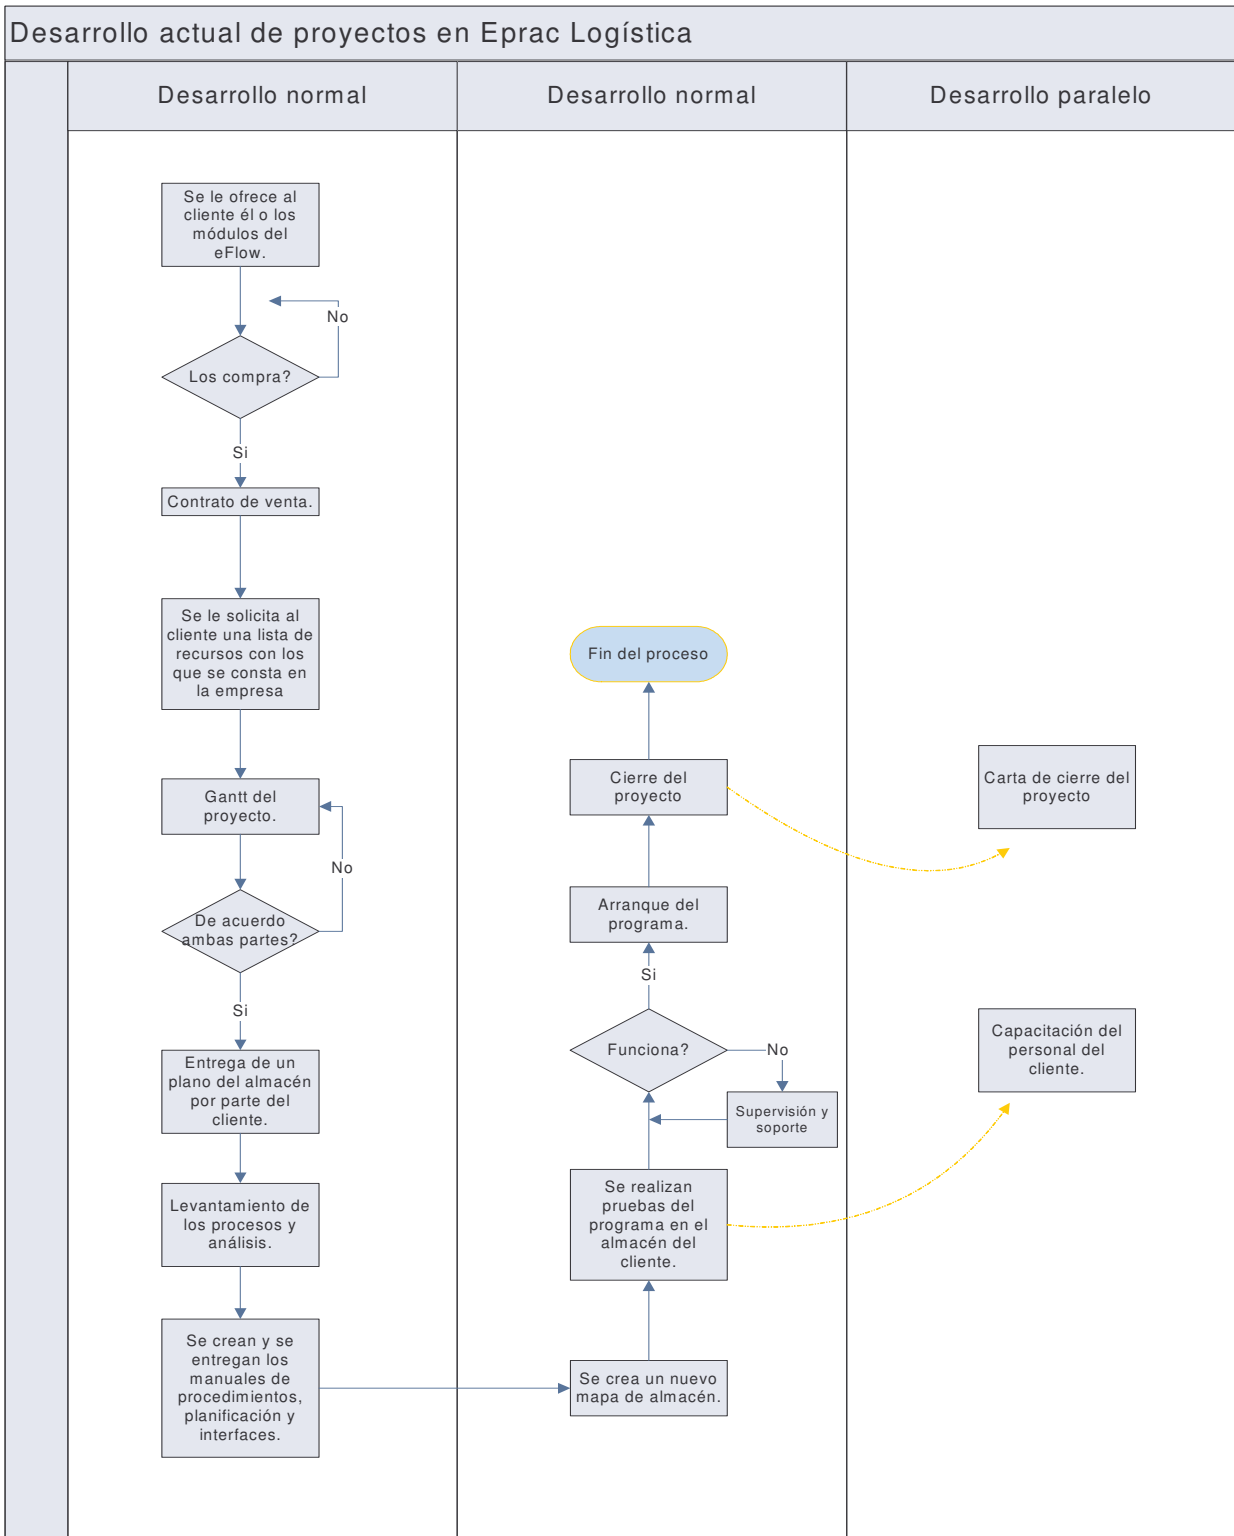 Desarrollo actual de proyectos en Eprac Logística
Desarrollo normal
Desarrollo normal
Desarrollo paralelo
Se le ofrece al
cliente él o los
módulos del
eFlow.
No
Los compra?
Si
Contrato de venta.
Se le solicita al
cliente una lista de
recursos con los
que se consta en
la empresa
Gantt del
proyecto.
No
De acuerdo
ambas partes?
Si
Entrega de un
plano del almacén
por parte del
cliente.
Levantamiento de
los procesos y
análisis.
Se crean y se
entregan los
manuales de
procedimientos,
planificación y
interfaces.
Fin del proceso
Cierre del
proyecto
Arranque del
programa.
Si
Funciona?
No
Supervisión y
soporte
Se realizan
pruebas del
programa en el
almacén del
cliente.
Se crea un nuevo
mapa de almacén.
Carta de cierre del
proyecto
Capacitación del
personal del
cliente.